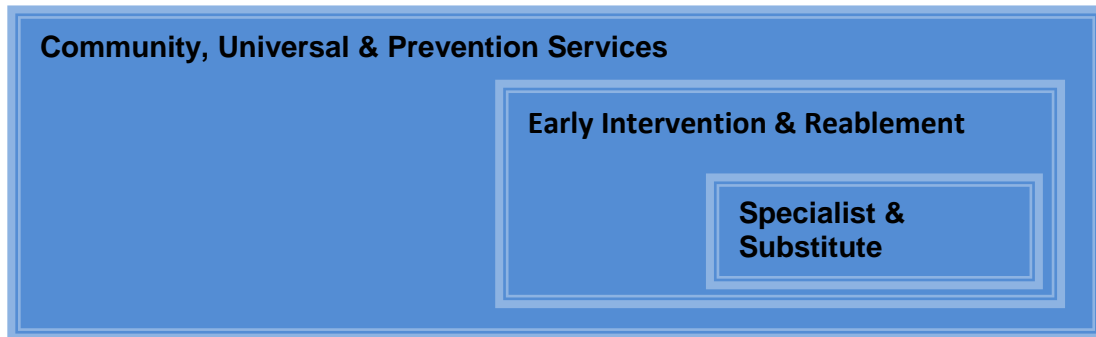 Community, Universal & Prevention Services
Early Intervention & Reablement
Specialist &
Substitute